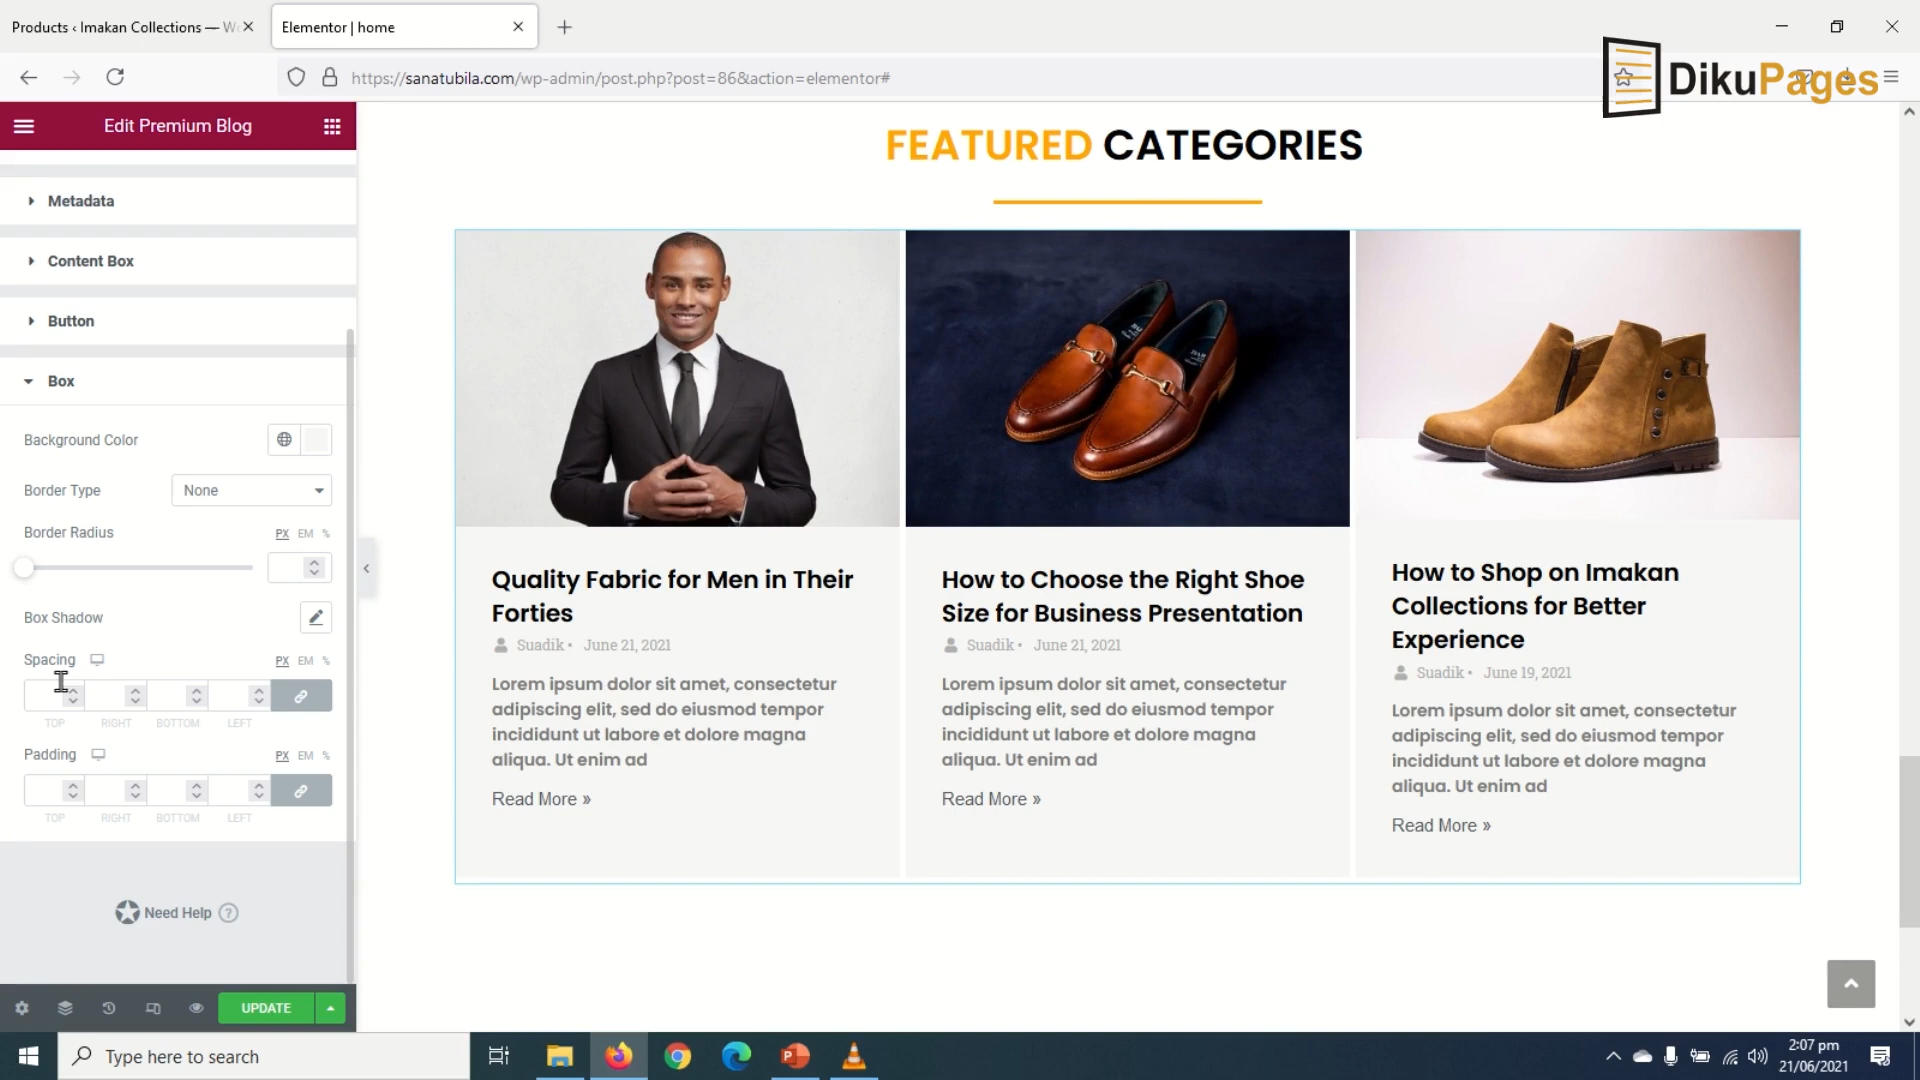 Products ‹ Imakan Collections — W
Elementor | home
https://sanatubila.com/wp-admin/post.php?post=86&action=elementor#
DikuPages
Edit Premium Blog
Metadata
Content Box
Button
Box
Background Color
Border Type
None
Border Radius
PX EM %
Box Shadow
Spacing
PX EM %
TOP RIGHT BOTTOM LEFT
Padding
PX EM %
TOP RIGHT BOTTOM LEFT
Need Help ?
UPDATE
FEATURED CATEGORIES
Quality Fabric for Men in Their
Forties
Suadik • June 21, 2021
Lorem ipsum dolor sit amet, consectetur
adipiscing elit, sed do eiusmod tempor
incididunt ut labore et dolore magna
aliqua. Ut enim ad
Read More »
How to Choose the Right Shoe
Size for Business Presentation
Suadik • June 21, 2021
Lorem ipsum dolor sit amet, consectetur
adipiscing elit, sed do eiusmod tempor
incididunt ut labore et dolore magna
aliqua. Ut enim ad
Read More »
How to Shop on Imakan
Collections for Better
Experience
Suadik • June 19, 2021
Lorem ipsum dolor sit amet, consectetur
adipiscing elit, sed do eiusmod tempor
incididunt ut labore et dolore magna
aliqua. Ut enim ad
Read More »
Type here to search
2:07 pm
21/06/2021